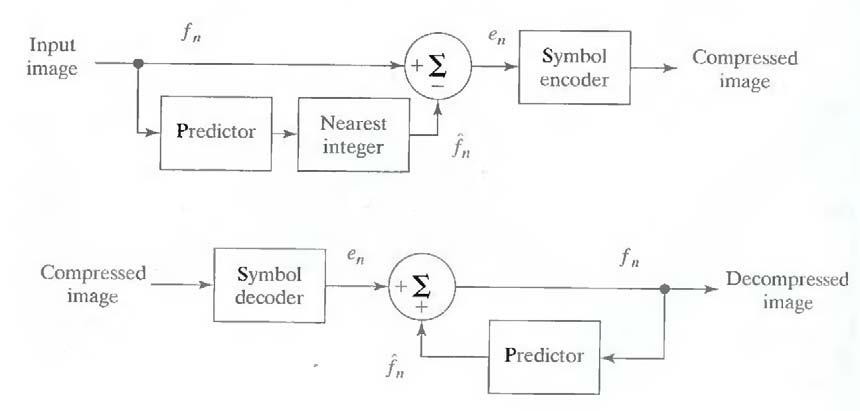 Input
image
f_n
+ Σ
−
e_n
Symbol
encoder
Compressed
image
Predictor
Nearest
integer
f̂_n
Compressed
image
Symbol
decoder
e_n
+ Σ
+
f_n
Decompressed
image
f̂_n
Predictor